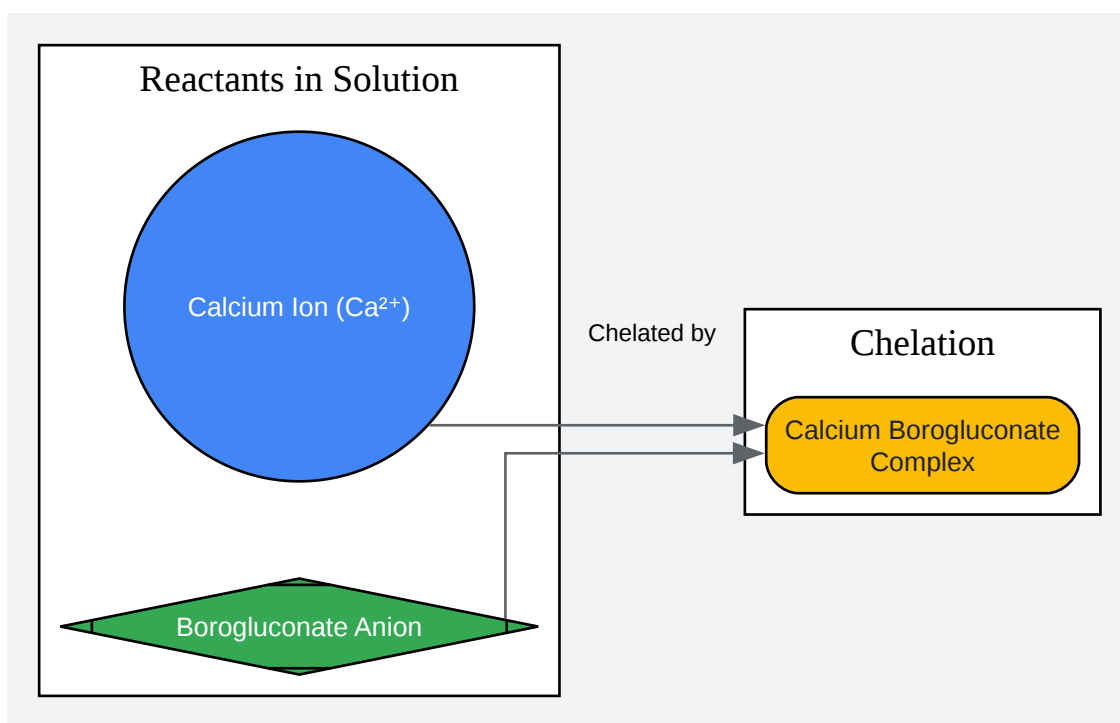 Reactants in Solution
Calcium Ion (Ca²⁺)
Chelated by
Chelation
Calcium Borogluconate
Complex
Borogluconate Anion